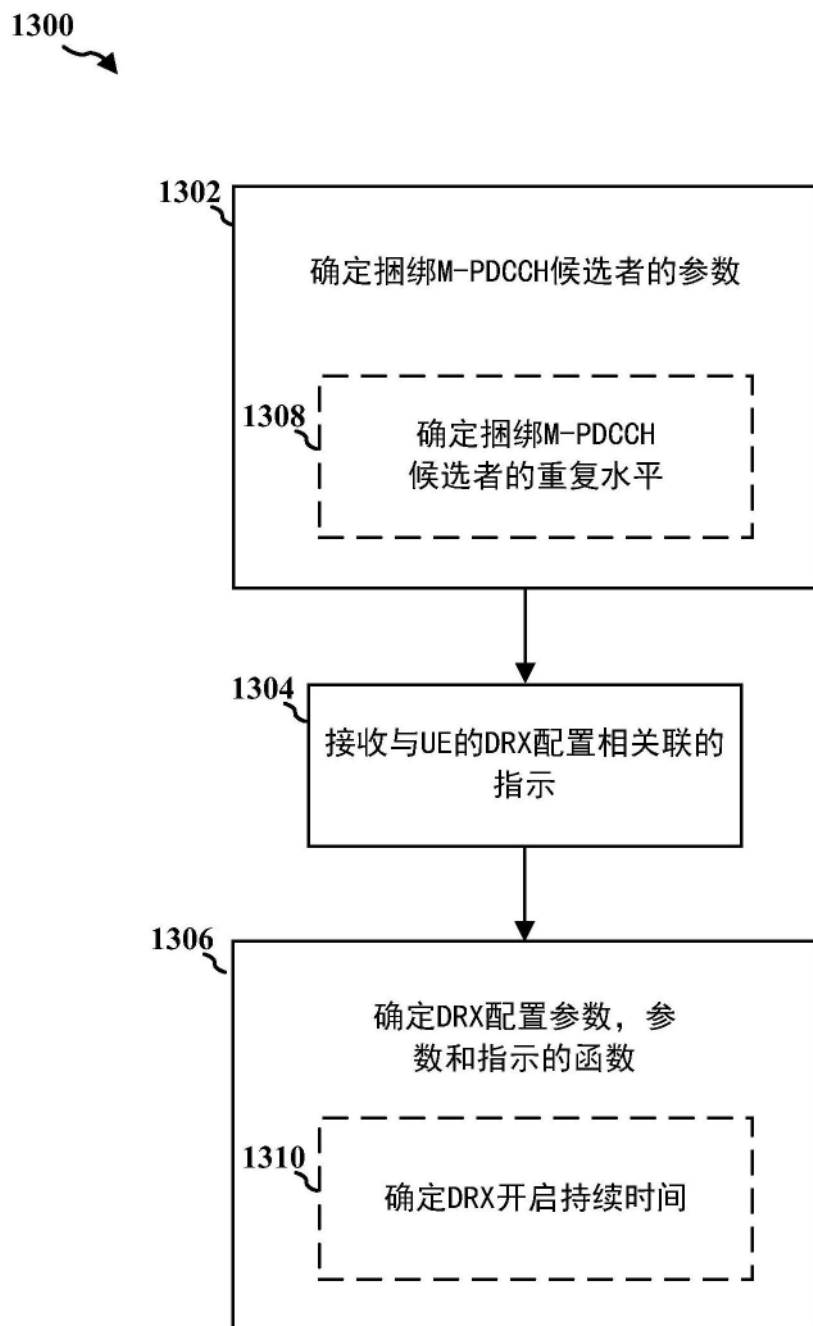 1300
1302
确定捆绑M-PDCCH候选者的参数
1308
确定捆绑M-PDCCH
候选者的重复水平
1304
接收与UE的DRX配置相关联的
指示
1306
确定DRX配置参数，参
数和指示的函数
1310
确定DRX开启持续时间